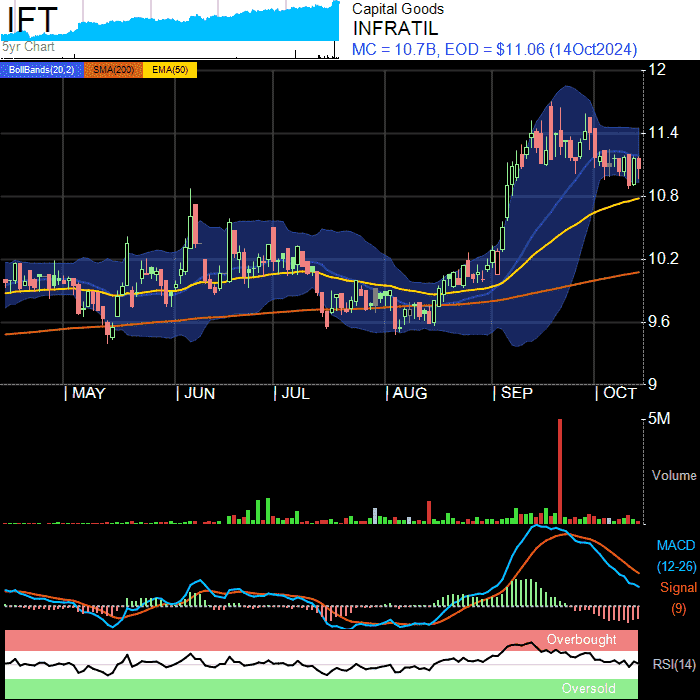 IFT
5yr Chart
Capital Goods
INFRATIL
MC = 10.7B, EOD = $11.06 (14Oct2024)
BollBands(20,2) SMA(200) EMA(50)
12
11.4
10.8
10.2
9.6
9
| MAY | JUN | JUL | AUG | SEP | OCT
5M
Volume
MACD
(12-26)
Signal
(9)
Overbought
RSI(14)
Oversold